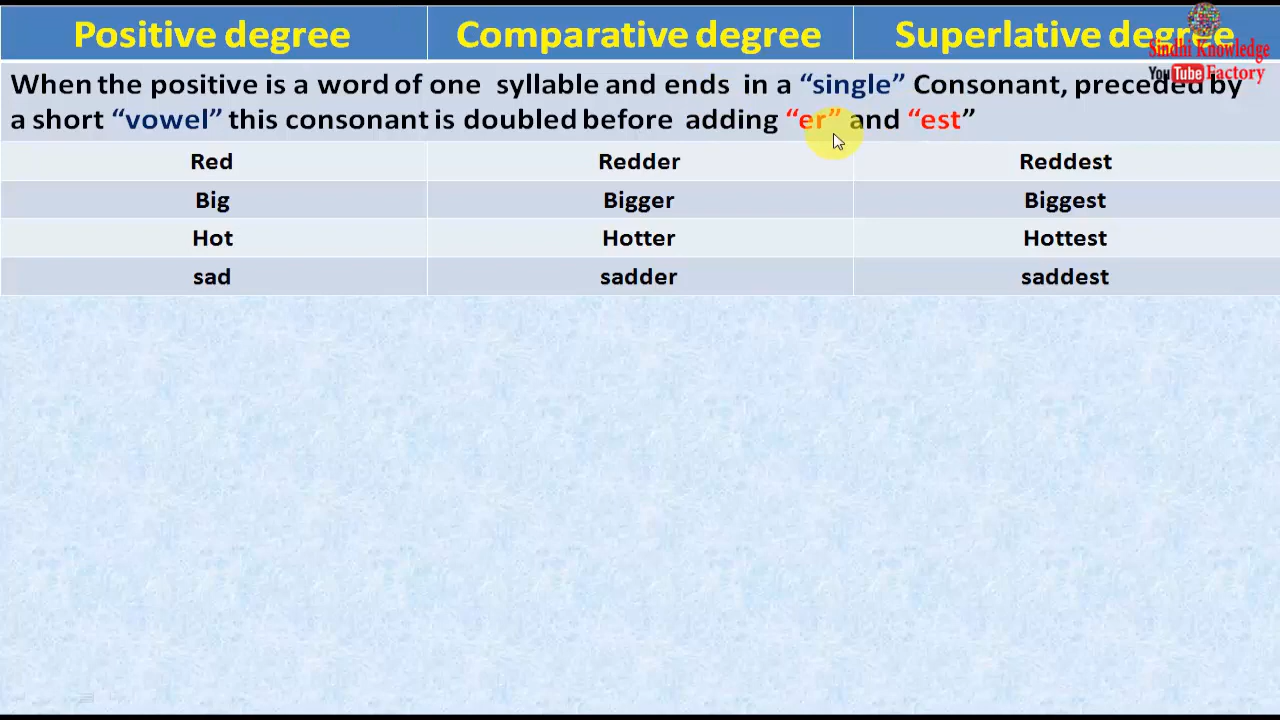 Positive degree Comparative degree Superlative degree
Sindhi Knowledge
YouTube Factory
When the positive is a word of one syllable and ends in a “single” Consonant, preceded by
a short “vowel” this consonant is doubled before adding “er” and “est”
Red Redder Reddest
Big Bigger Biggest
Hot Hotter Hottest
sad sadder saddest